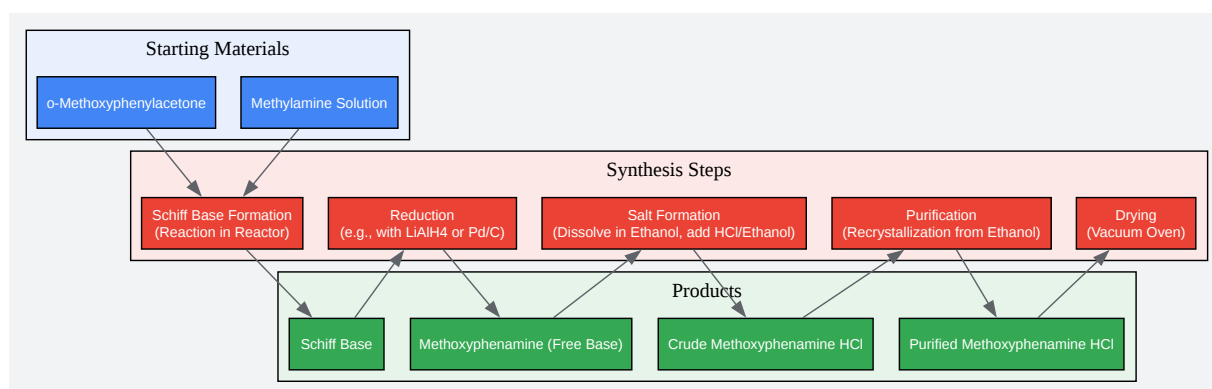 Starting Materials
o-Methoxyphenylacetone
Methylamine Solution
Synthesis Steps
Schiff Base Formation
(Reaction in Reactor)
Reduction
(e.g., with LiAlH4 or Pd/C)
Salt Formation
(Dissolve in Ethanol, add HCl/Ethanol)
Purification
(Recrystallization from Ethanol)
Drying
(Vacuum Oven)
Products
Schiff Base
Methoxyphenamine (Free Base)
Crude Methoxyphenamine HCl
Purified Methoxyphenamine HCl